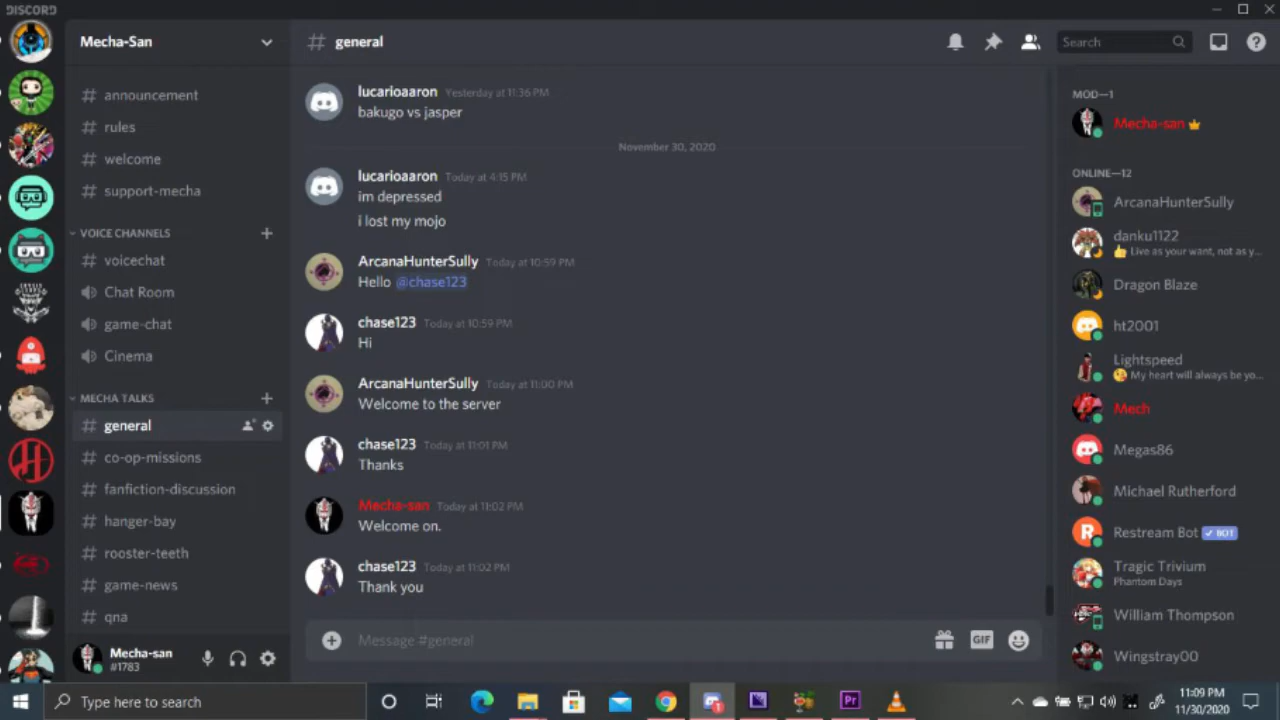 DISCORD
Mecha-San
general
Search
announcement
rules
welcome
support-mecha
VOICE CHANNELS
voicechat
Chat Room
game-chat
Cinema
MECHA TALKS
general
co-op-missions
fanfiction-discussion
hanger-bay
rooster-teeth
game-news
qna
Mecha-san
#1783
lucarioaaron Yesterday at 11:36 PM
bakugo vs jasper
November 30, 2020
lucarioaaron Today at 4:15 PM
im depressed
i lost my mojo
ArcanaHunterSully Today at 10:59 PM
Hello @chase123
chase123 Today at 10:59 PM
Hi
ArcanaHunterSully Today at 11:00 PM
Welcome to the server
chase123 Today at 11:01 PM
Thanks
Mecha-san Today at 11:02 PM
Welcome on.
chase123 Today at 11:02 PM
Thank you
Message #general
GIF
MOD—1
Mecha-san
ONLINE—12
ArcanaHunterSully
danku1122
Live as your want, not as y...
Dragon Blaze
ht2001
Lightspeed
My heart will always be yo...
Mech
Megas86
Michael Rutherford
Restream Bot ✓ BOT
Tragic Trivium
Phantom Days
William Thompson
Wingstray00
Type here to search
Pr
11:09 PM
11/30/2020